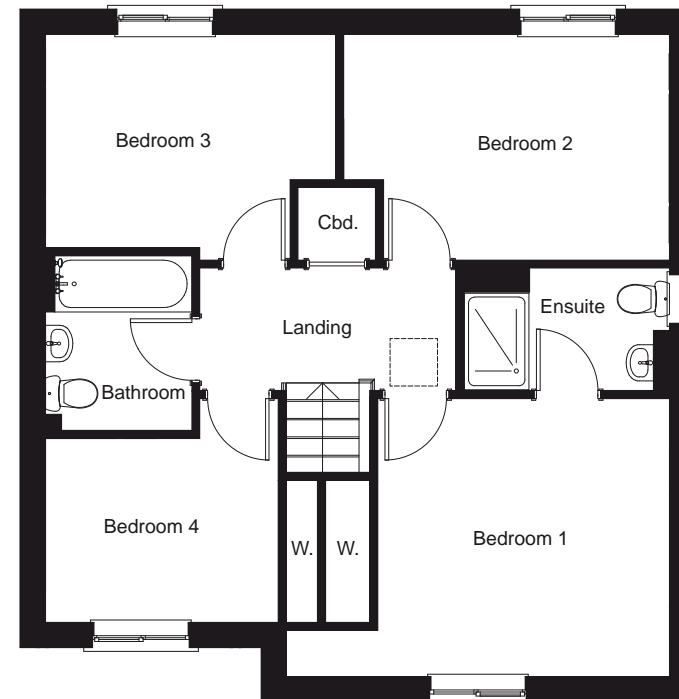 Bedroom 3
Bedroom 2
Cbd.
Ensuite
Landing
Bathroom
Bedroom 4
W.
W.
Bedroom 1